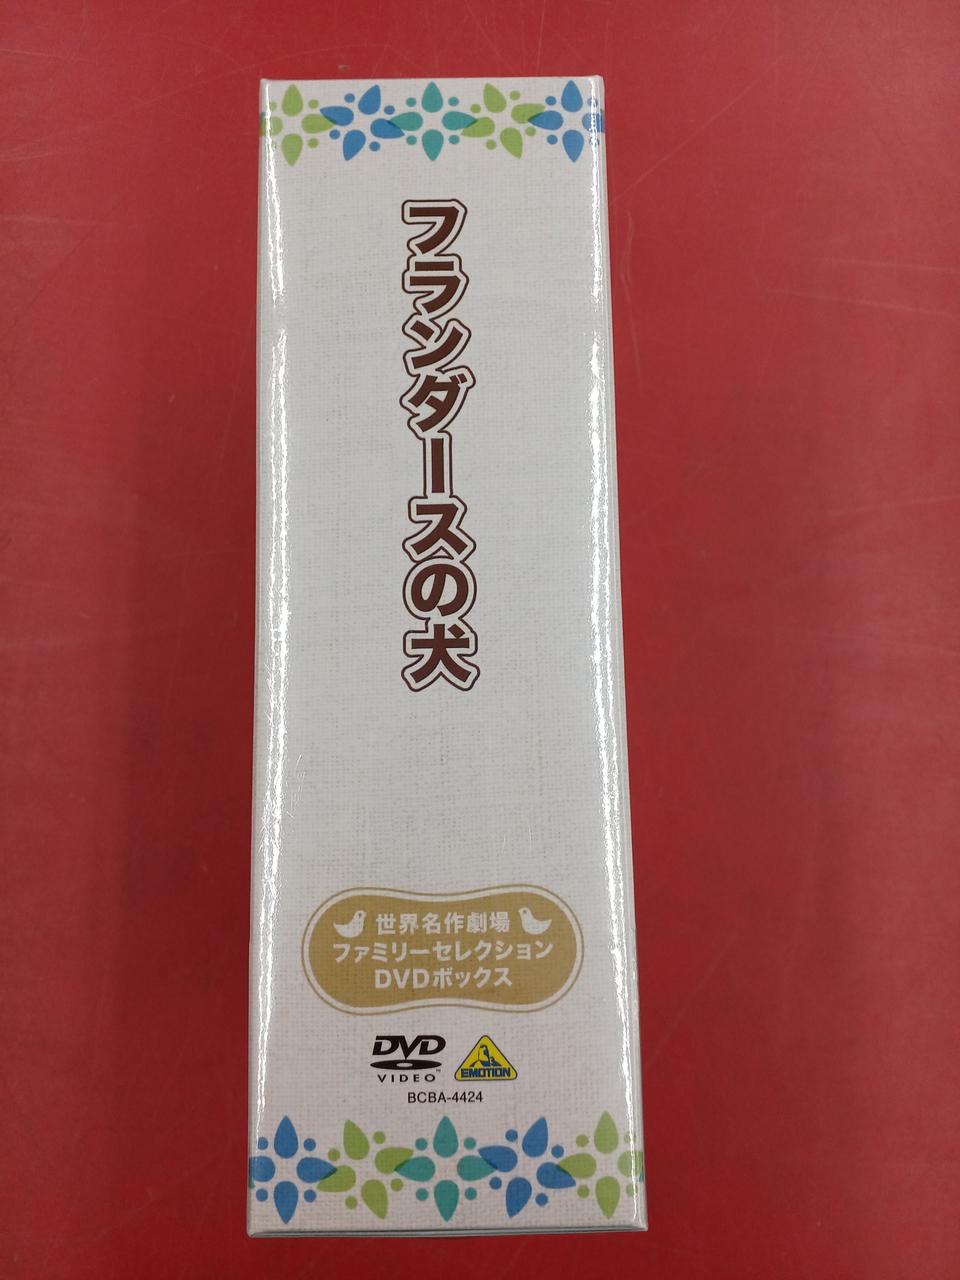 フランダースの犬
世界名作劇場
ファミリーセレクション
DVDボックス
DVD
VIDEO™
EMOTION
BCBA-4424